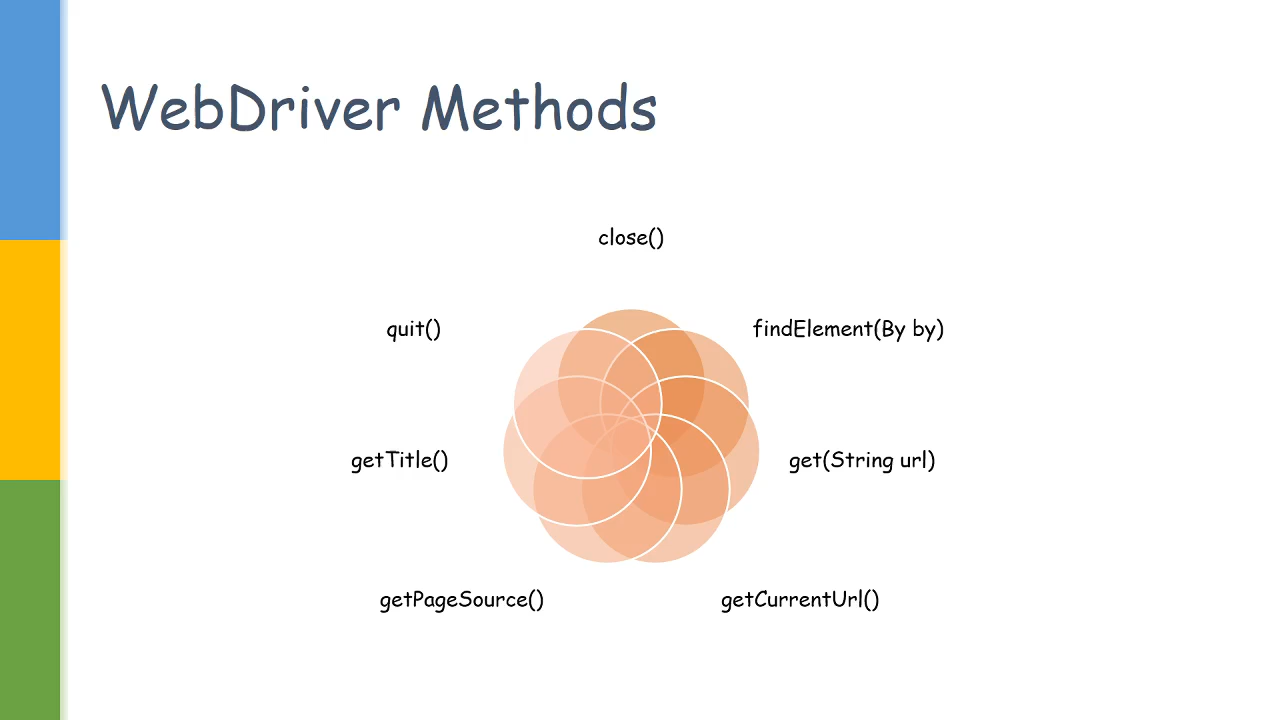 WebDriver Methods
close()
quit()
findElement(By by)
getTitle()
get(String url)
getPageSource()
getCurrentUrl()